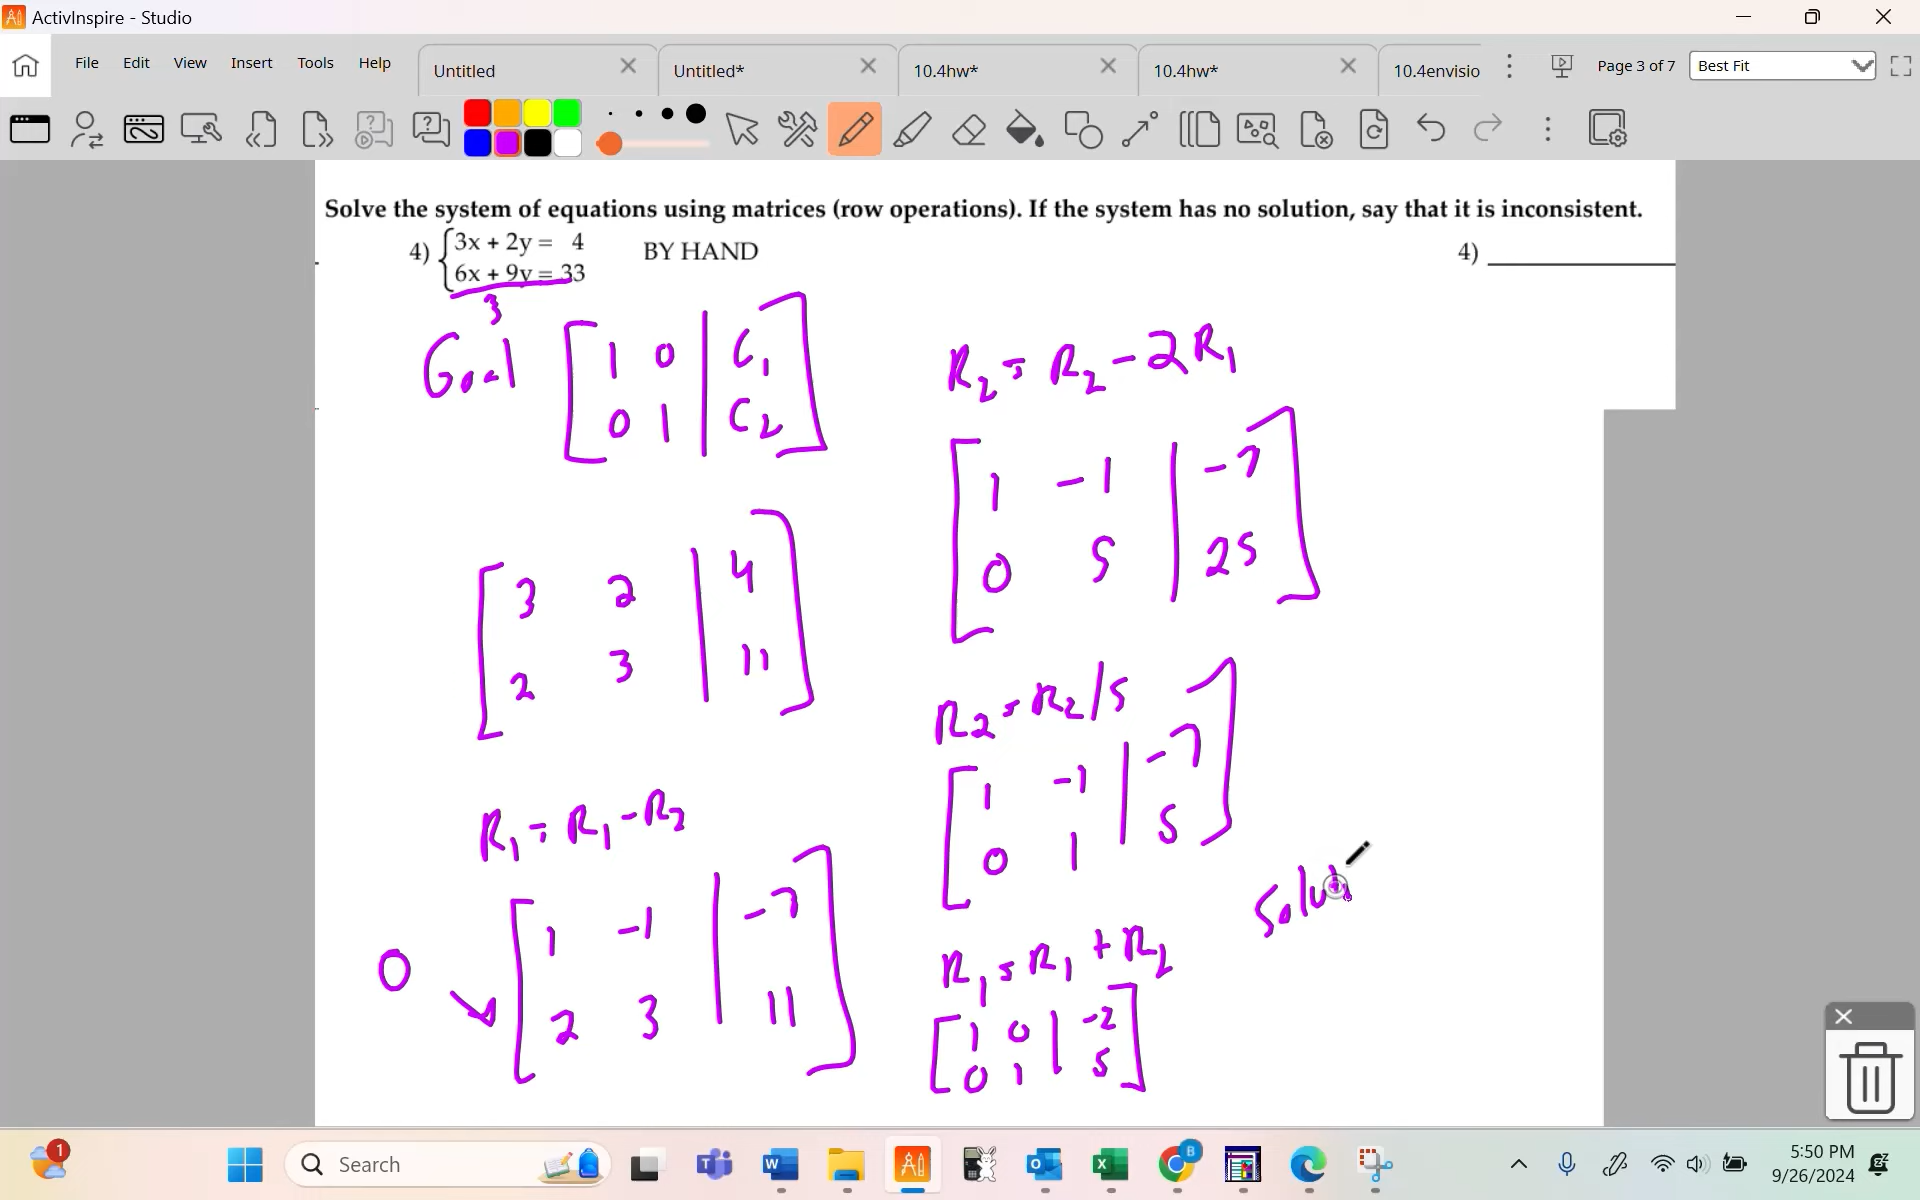 ActivInspire - Studio
File Edit View Insert Tools Help
Untitled
Untitled*
10.4hw*
10.4hw*
10.4envisio
Page 3 of 7
Best Fit
Solve the system of equations using matrices (row operations). If the system has no solution, say that it is inconsistent.
4) {3x + 2y = 4
6x + 9y = 33
BY HAND
4) ____________
3
Goal [1 0 | C1
0 1 | C2]
[3 2 | 4
2 3 | 11]
R1 = R1 - R2
0
[1 -1 | -7
2 3 | 11]
R2 = R2 - 2R1
[1 -1 | -7
0 5 | 25]
R2 = R2/5
[1 -1 | -7
0 1 | 5]
R1 = R1 + R2
[1 0 | -2
0 1 | 5]
Search
1
5:50 PM
9/26/2024